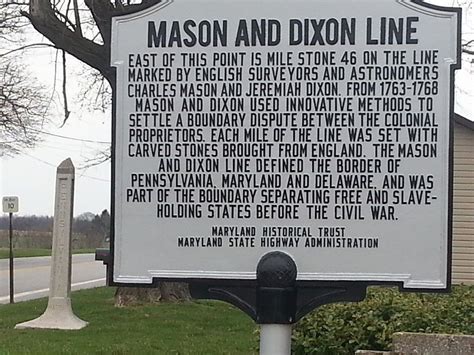 MASON AND DIXON LINE
EAST OF THIS POINT IS MILE STONE 46 ON THE LINE
MARKED BY ENGLISH SURVEYORS AND ASTRONOMERS
CHARLES MASON AND JEREMIAH DIXON. FROM 1763-1768
MASON AND DIXON USED INNOVATIVE METHODS TO
SETTLE A BOUNDARY DISPUTE BETWEEN THE COLONIAL
PROPRIETORS. EACH MILE OF THE LINE WAS SET WITH
CARVED STONES BROUGHT FROM ENGLAND. THE MASON
AND DIXON LINE DEFINED THE BORDER OF
PENNSYLVANIA, MARYLAND AND DELAWARE, AND WAS
PART OF THE BOUNDARY SEPARATING FREE AND SLAVE-
HOLDING STATES BEFORE THE CIVIL WAR.
MARYLAND HISTORICAL TRUST
MARYLAND STATE HIGHWAY ADMINISTRATION
10